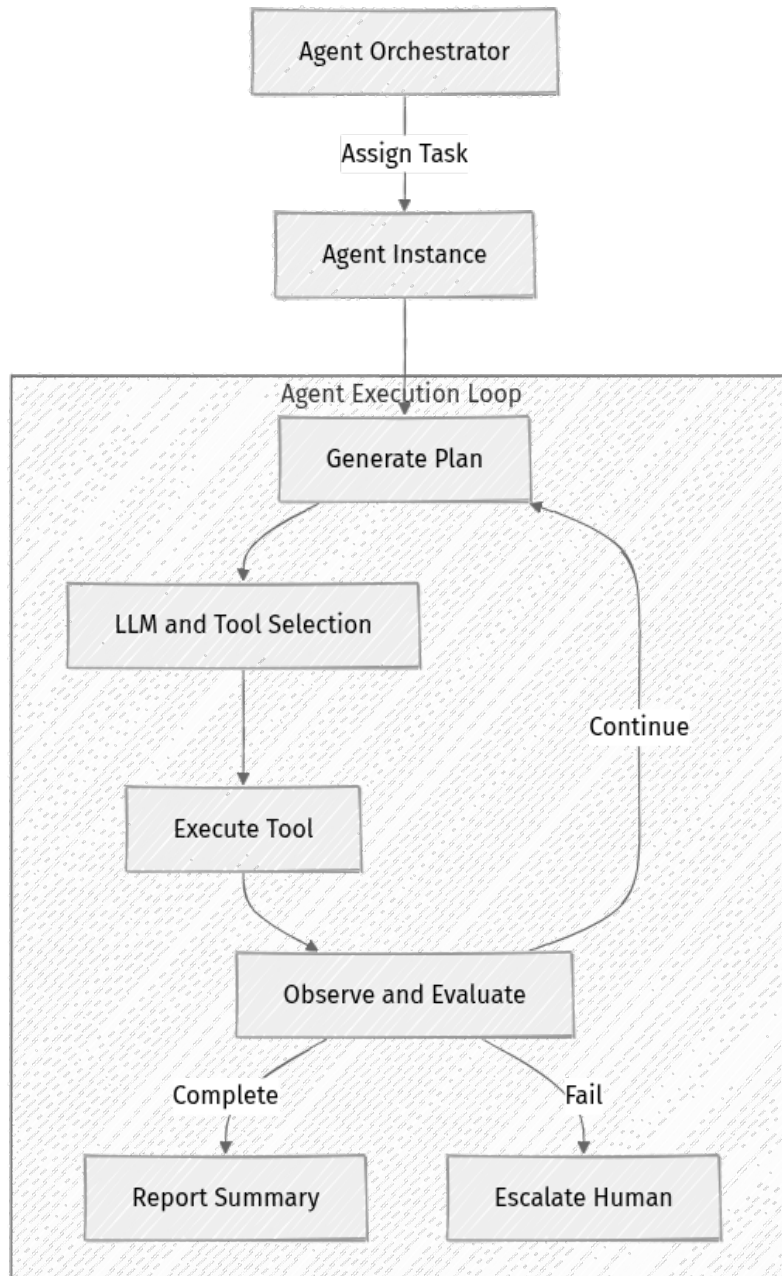 Agent Orchestrator
Assign Task
Agent Instance
Agent Execution Loop
Generate Plan
LLM and Tool Selection
Continue
Execute Tool
Observe and Evaluate
Complete
Fail
Report Summary
Escalate Human